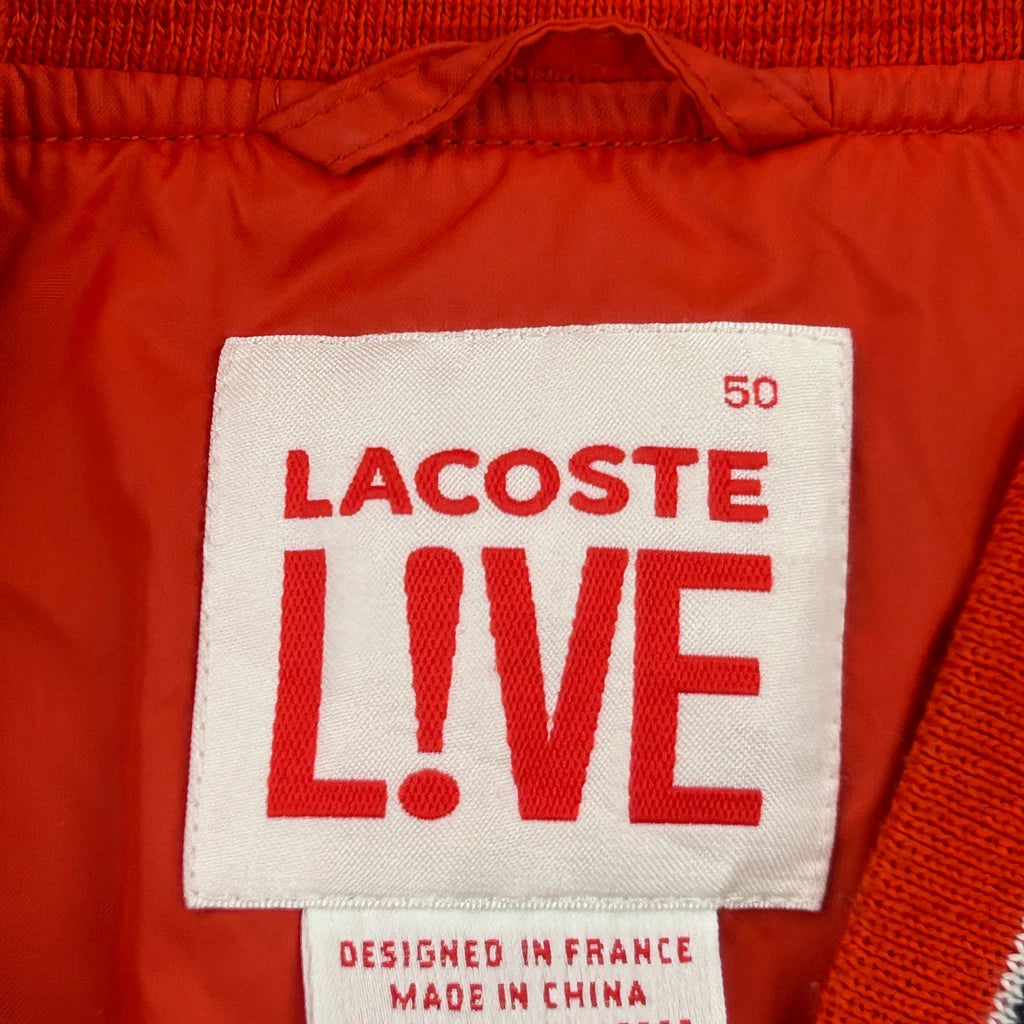 50
LACOSTE
L!VE
DESIGNED IN FRANCE
MADE IN CHINA